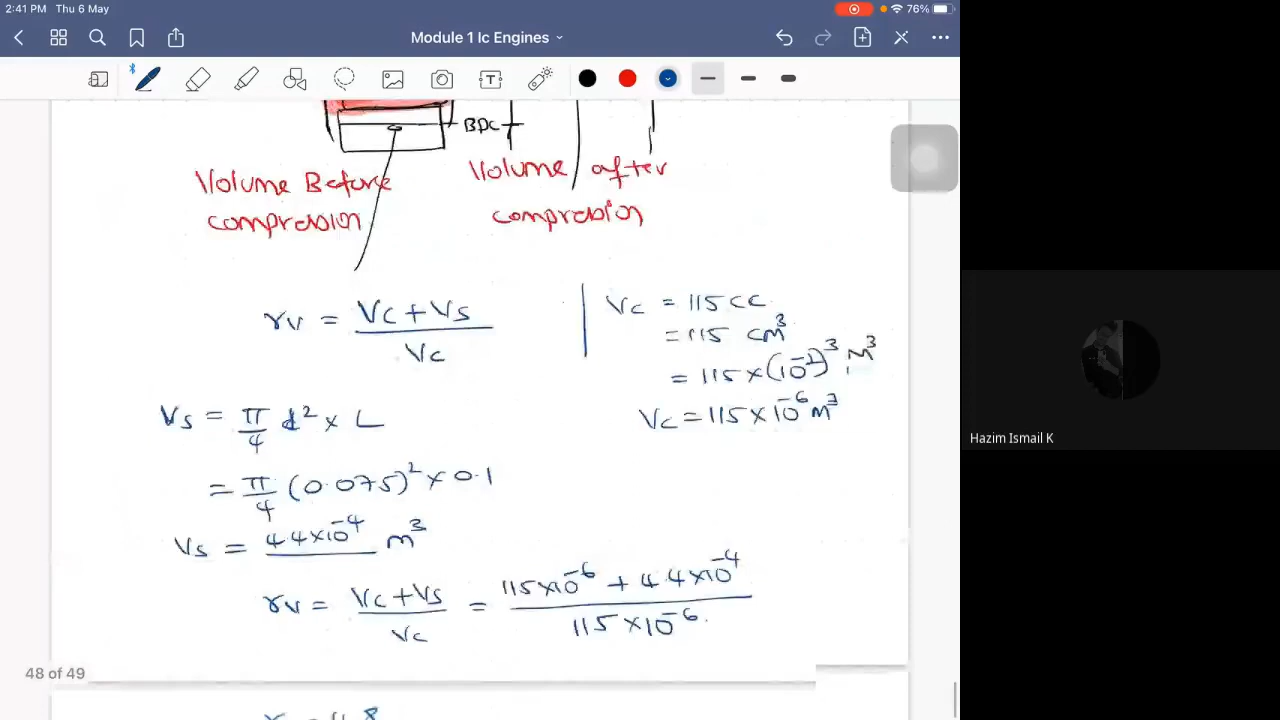 2:41 PM Thu 6 May
76%
Module 1 Ic Engines
BDC
Volume Before
compression
Volume after
compression
rv = Vc + Vs / Vc
Vc = 115 cc
= 115 cm³
= 115 × (10⁻²)³ m³
Vc = 115 × 10⁻⁶ m³
Vs = π/4 d² × L
= π/4 (0.075)² × 0.1
Vs = 4.4×10⁻⁴ m³
rv = Vc + Vs / Vc = 115×10⁻⁶ + 4.4×10⁻⁴ / 115×10⁻⁶
48 of 49
Hazim Ismail K